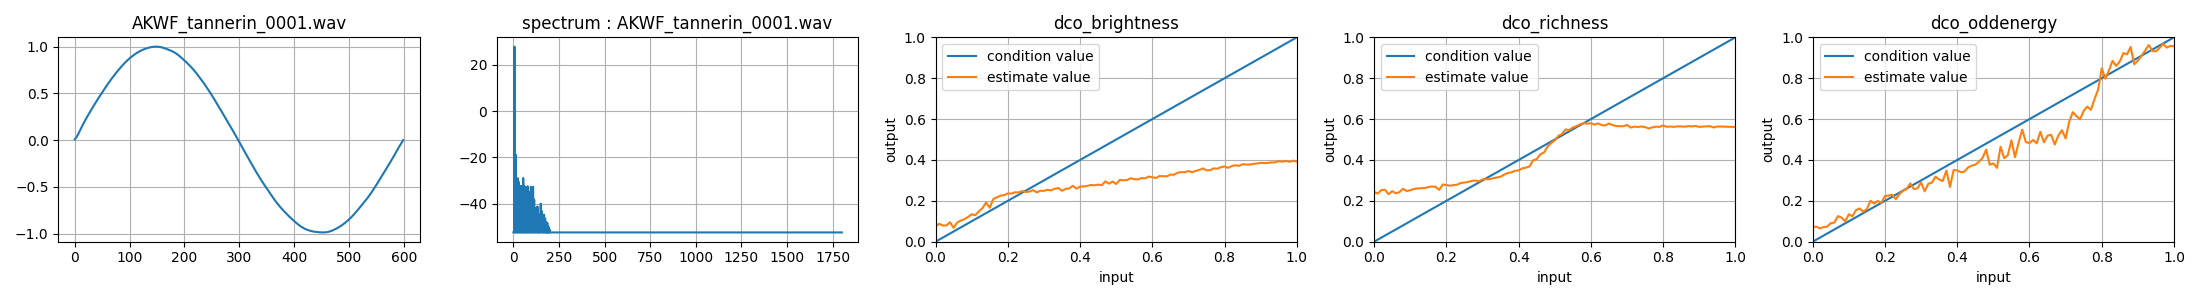 AKWF_tannerin_0001.wav
1.0
0.5
0.0
−0.5
−1.0
0 100 200 300 400 500 600
spectrum : AKWF_tannerin_0001.wav
20
0
−20
−40
0 250 500 750 1000 1250 1500 1750
dco_brightness
condition value
estimate value
output
1.0
0.8
0.6
0.4
0.2
0.0
0.0 0.2 0.4 0.6 0.8 1.0
input
dco_richness
condition value
estimate value
output
1.0
0.8
0.6
0.4
0.2
0.0
0.0 0.2 0.4 0.6 0.8 1.0
input
dco_oddenergy
condition value
estimate value
output
1.0
0.8
0.6
0.4
0.2
0.0
0.0 0.2 0.4 0.6 0.8 1.0
input